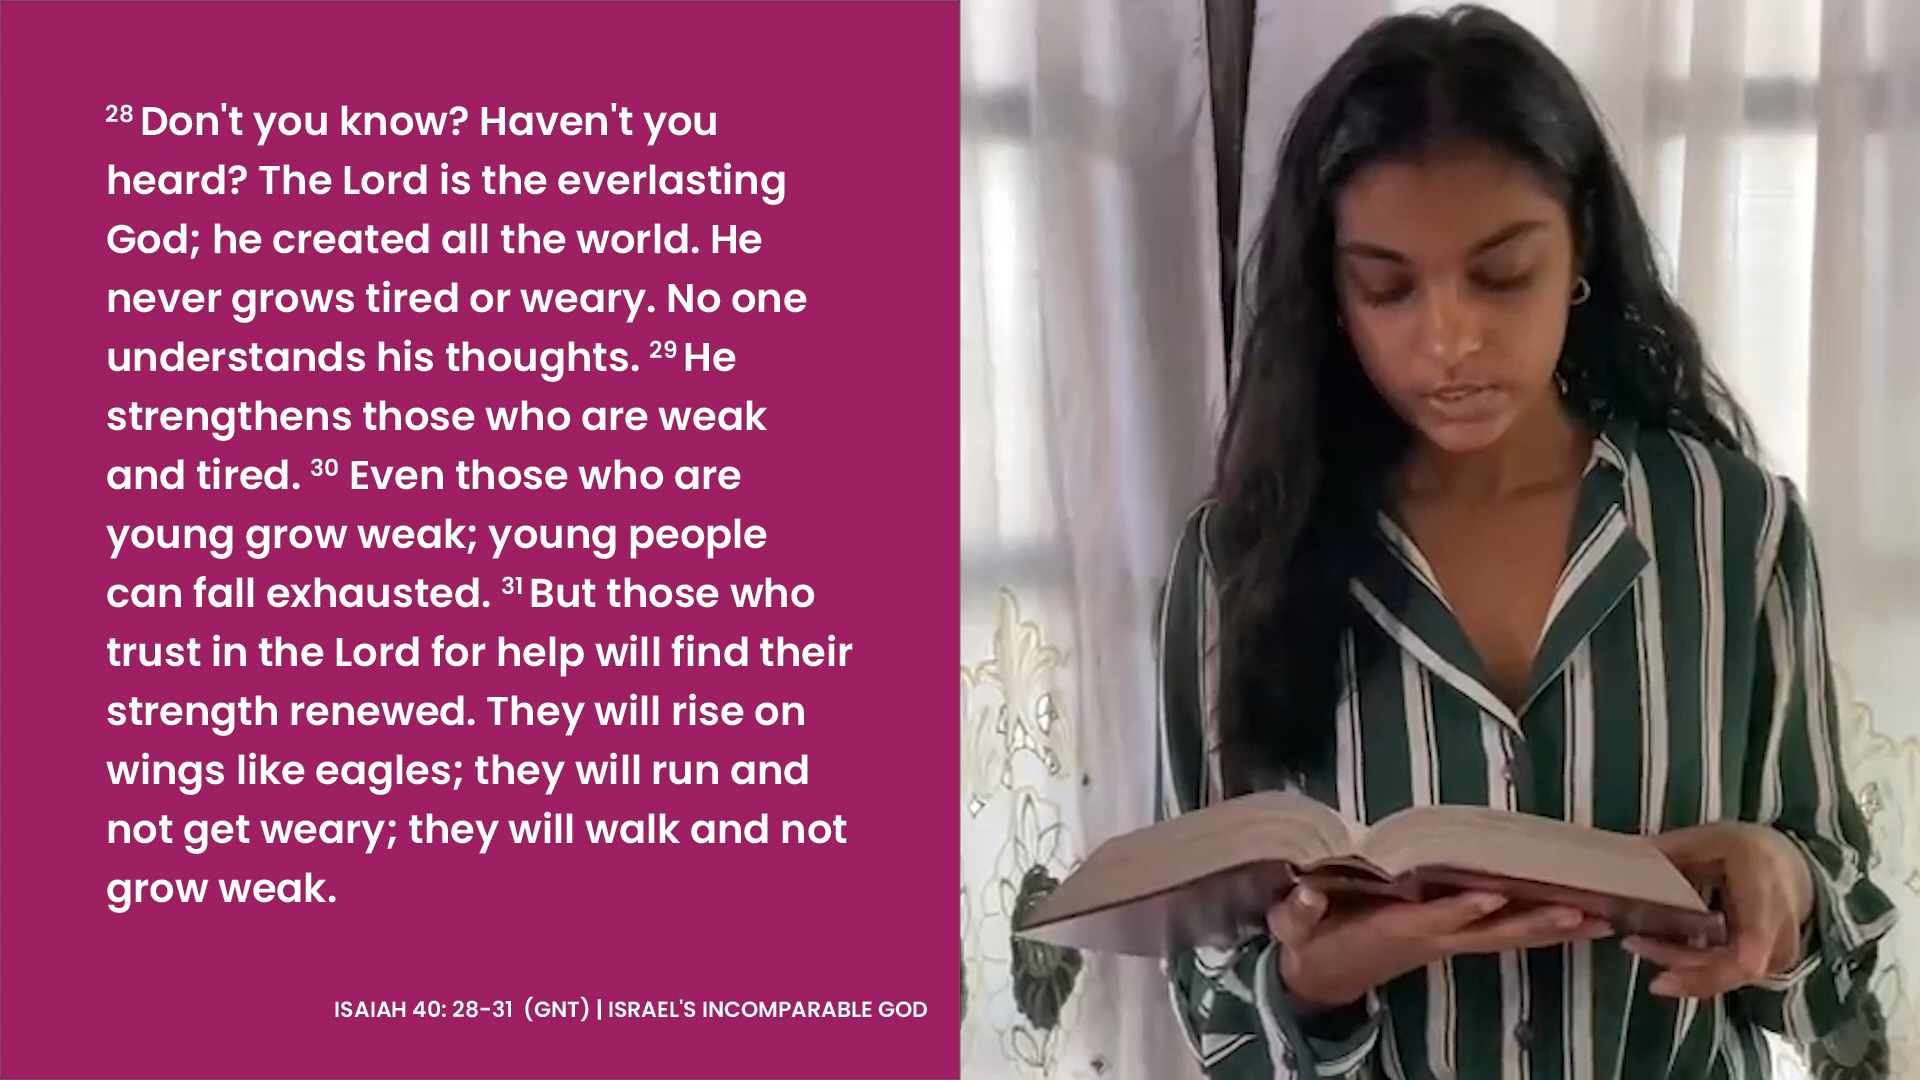 28 Don't you know? Haven't you
heard? The Lord is the everlasting
God; he created all the world. He
never grows tired or weary. No one
understands his thoughts. 29 He
strengthens those who are weak
and tired. 30 Even those who are
young grow weak; young people
can fall exhausted. 31 But those who
trust in the Lord for help will find their
strength renewed. They will rise on
wings like eagles; they will run and
not get weary; they will walk and not
grow weak.
ISAIAH 40: 28-31 (GNT) | ISRAEL'S INCOMPARABLE GOD